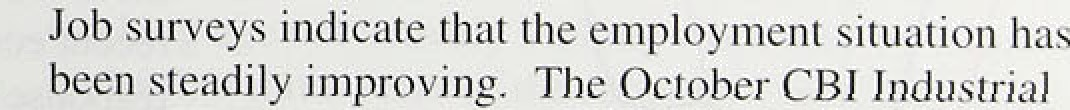 Job surveys indicate that the employment situation has
been steadily improving. The October CBI Industrial